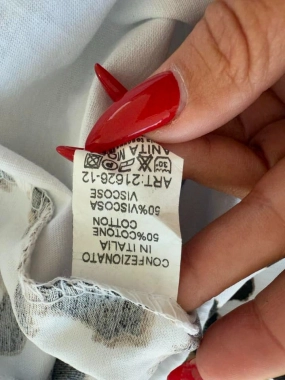 CONFEZIONATO
IN ITALIA
50% COTONE
COTTON
50% VISCOSA
VISCOSE
ART: 21626-12
30